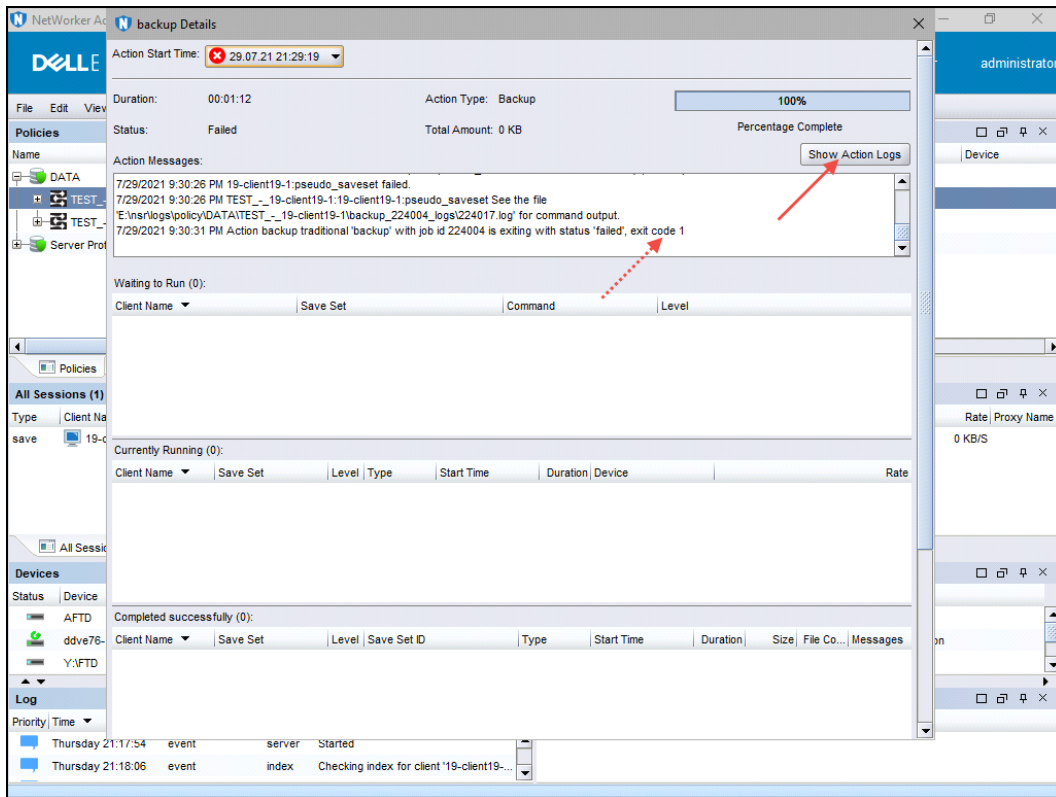 NetWorker Ad
backup Details
DELL E
administrator
Action Start Time: 29.07.21 21:29:19
File Edit View
Duration: 00:01:12 Action Type: Backup 100%
Status: Failed Total Amount: 0 KB Percentage Complete
Policies
Name Device
Action Messages: Show Action Logs
DATA
TEST_-
TEST_-
Server Prot
7/29/2021 9:30:26 PM 19-client19-1:pseudo_saveset failed.
7/29/2021 9:30:26 PM TEST_-_19-client19-1:19-client19-1:pseudo_saveset See the file
'E:\nsr\logs\policy\DATA\TEST_-_19-client19-1\backup_224004_logs\224017.log' for command output.
7/29/2021 9:30:31 PM Action backup traditional 'backup' with job id 224004 is exiting with status 'failed', exit code 1
Waiting to Run (0):
Client Name Save Set Command Level
Policies
All Sessions (1)
Type Client Na Rate Proxy Name
save 19-c 0 KB/S
Currently Running (0):
Client Name Save Set Level Type Start Time Duration Device Rate
All Sessic
Devices
Status Device
AFTD
ddve76- on
Y:\FTD
Completed successfully (0):
Client Name Save Set Level Save Set ID Type Start Time Duration Size File Co... Messages
Log
Priority Time
Thursday 21:17:54 event server Started
Thursday 21:18:06 event index Checking index for client '19-client19-...